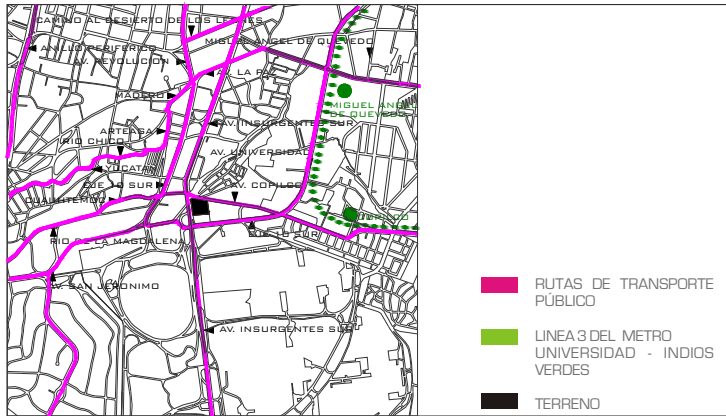 CAMINO AL DESIERTO DE LOS LEONES
MIGUEL ANGEL DE QUEVEDO
ANILLO PERIFERICO
AV. REVOLUCION
AV. LA PAZ
MADERO
MIGUEL ANGEL
DE QUEVEDO
AV. INSURGENTES SUR
ARTEAGA
RIO CHICO
AV. UNIVERSIDAD
YUCATAN
EJE 10 SUR
AV. COPILCO
CUAUHTEMOC
COPILCO
EJE 10 SUR
RIO DE LA MAGDALENA
AV. SAN JERONIMO
AV. INSURGENTES SUR
RUTAS DE TRANSPORTE
PÚBLICO
LINEA 3 DEL METRO
UNIVERSIDAD - INDIOS
VERDES
TERRENO